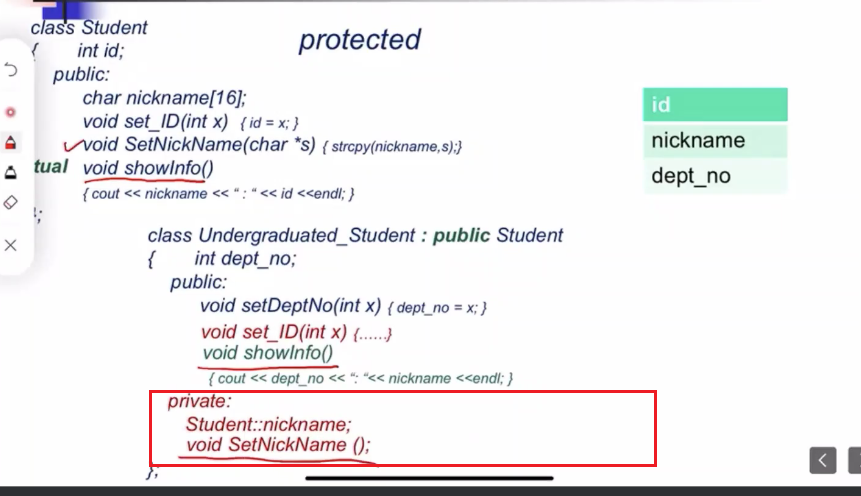 class Student
{ int id;
protected
public:
char nickname[16];
void set_ID(int x) { id = x; }
void SetNickName(char *s) { strcpy(nickname,s);}
tual void showInfo()
{ cout << nickname << “ : “ << id <<endl; }
};
id
nickname
dept_no
class Undergraduated_Student : public Student
{ int dept_no;
public:
void setDeptNo(int x) { dept_no = x; }
void set_ID(int x) {......}
void showInfo()
{ cout << dept_no << “: “<< nickname <<endl; }
private:
Student::nickname;
void SetNickName ();
};